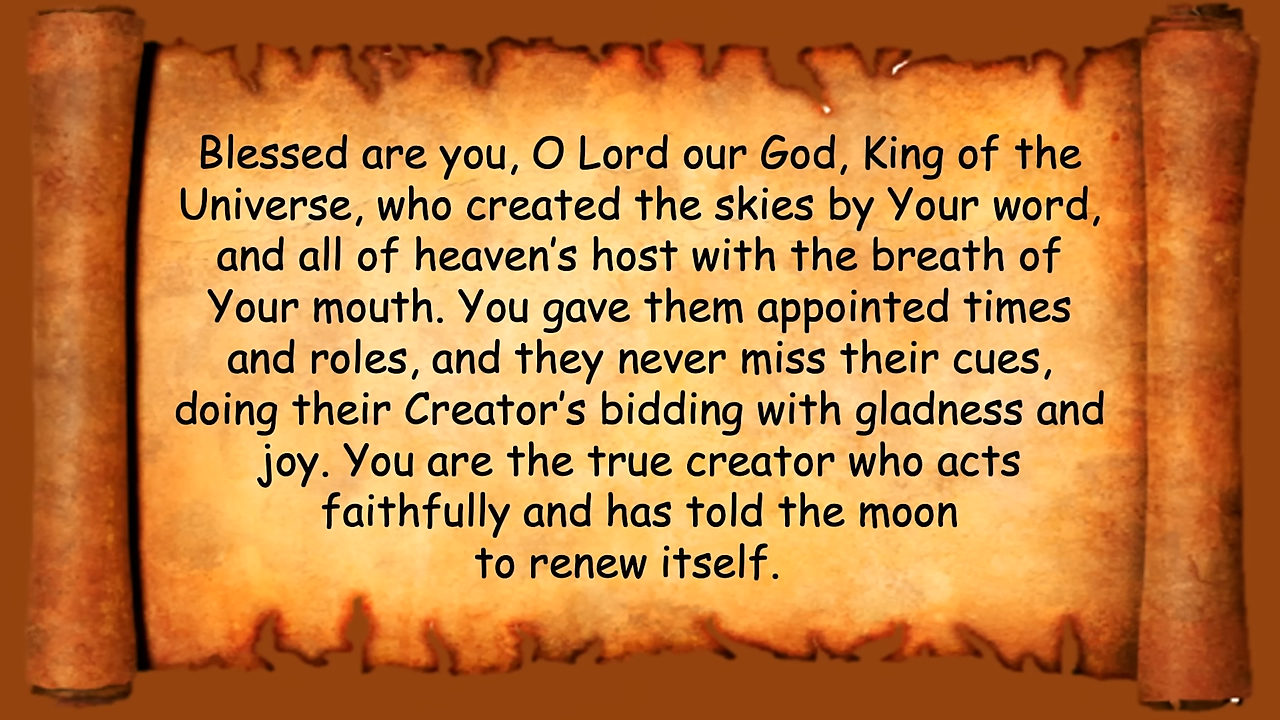 Blessed are you, O Lord our God, King of the
Universe, who created the skies by Your word,
and all of heaven’s host with the breath of
Your mouth. You gave them appointed times
and roles, and they never miss their cues,
doing their Creator’s bidding with gladness and
joy. You are the true creator who acts
faithfully and has told the moon
to renew itself.